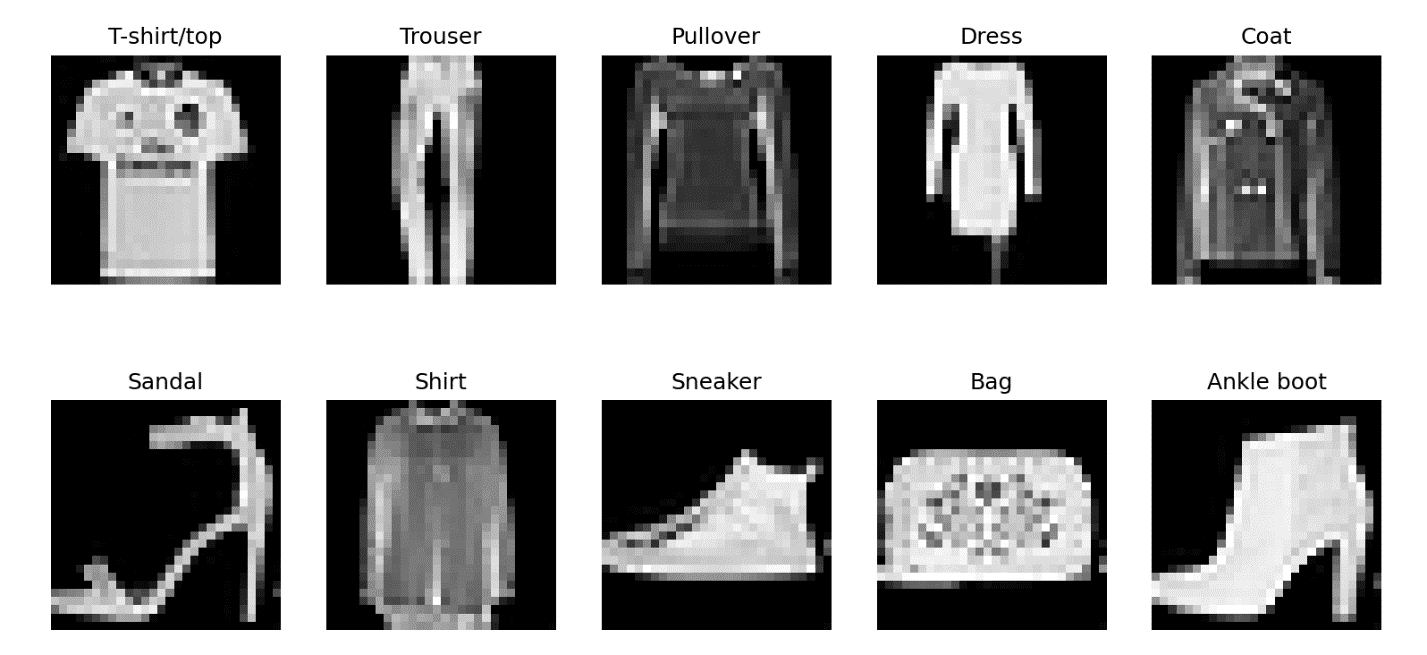 T-shirt/top Trouser Pullover Dress Coat
Sandal Shirt Sneaker Bag Ankle boot